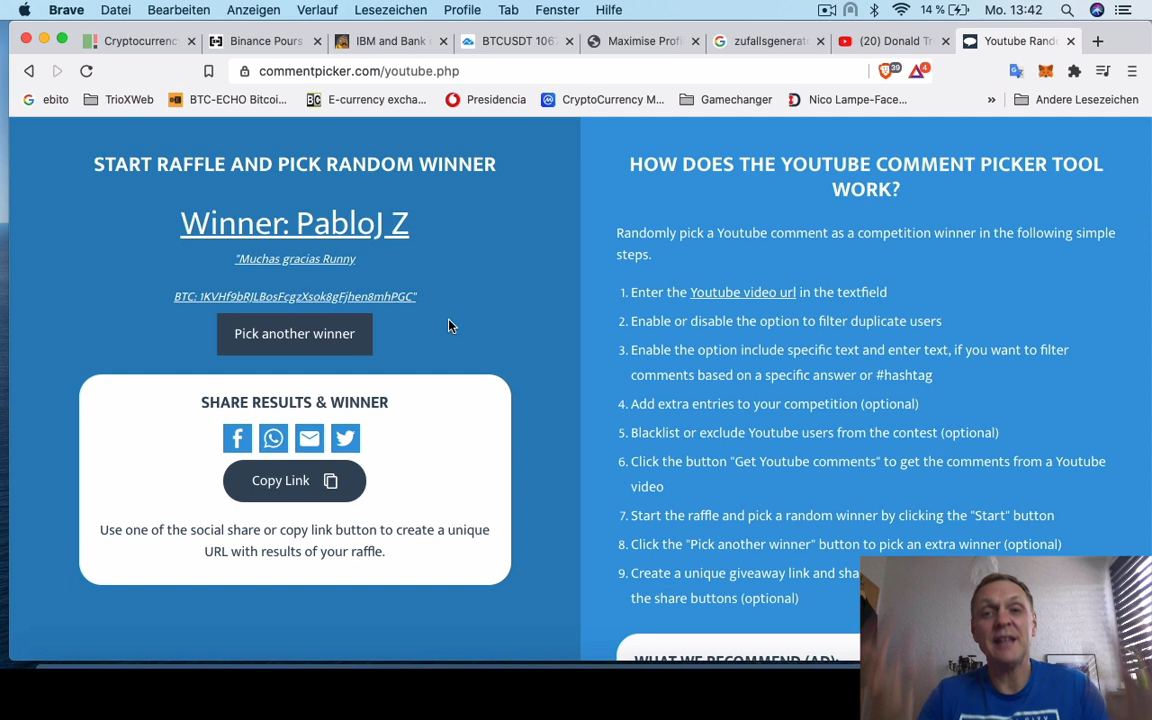 Brave Datei Bearbeiten Anzeigen Verlauf Lesezeichen Profile Tab Fenster Hilfe 14 % Mo. 13:42
Cryptocurrenc Binance Pours IBM and Bank BTCUSDT 106 Maximise Profi zufallsgenerat (20) Donald Tr Youtube Rand
commentpicker.com/youtube.php 39 4
ebito TrioXWeb BTC-ECHO Bitcoi... E-currency excha... Presidencia CryptoCurrency M... Gamechanger Nico Lampe-Face... » Andere Lesezeichen
START RAFFLE AND PICK RANDOM WINNER
Winner: PabloJ Z
"Muchas gracias Runny
BTC: 1KVHf9bRJLBosFcgzXsok8gFjhen8mhPGC"
Pick another winner
SHARE RESULTS & WINNER
Copy Link
Use one of the social share or copy link button to create a unique
URL with results of your raffle.
HOW DOES THE YOUTUBE COMMENT PICKER TOOL
WORK?
Randomly pick a Youtube comment as a competition winner in the following simple
steps.
1. Enter the Youtube video url in the textfield
2. Enable or disable the option to filter duplicate users
3. Enable the option include specific text and enter text, if you want to filter
comments based on a specific answer or #hashtag
4. Add extra entries to your competition (optional)
5. Blacklist or exclude Youtube users from the contest (optional)
6. Click the button "Get Youtube comments" to get the comments from a Youtube
video
7. Start the raffle and pick a random winner by clicking the "Start" button
8. Click the "Pick another winner" button to pick an extra winner (optional)
9. Create a unique giveaway link and sha
the share buttons (optional)
WHAT WE RECOMMEND (AD):